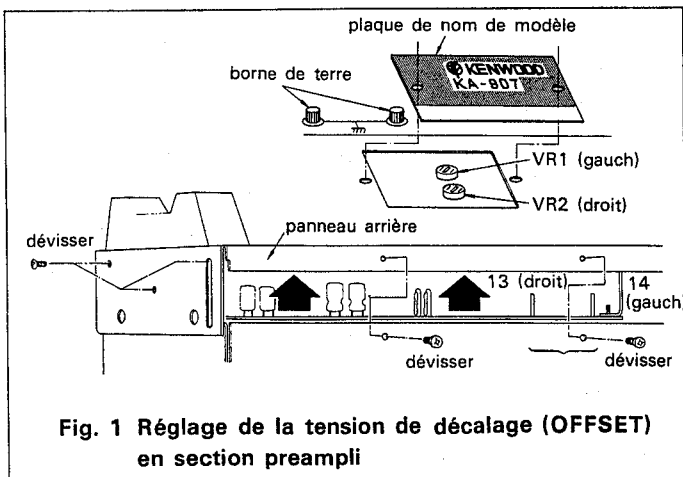 plaque de nom de modèle
KENWOOD
KA-907
borne de terre
VR1 (gauch)
VR2 (droit)
panneau arrière
dévisser
13 (droit)
14
(gauch)
dévisser
dévisser
Fig. 1 Réglage de la tension de décalage (OFFSET)
en section preampli